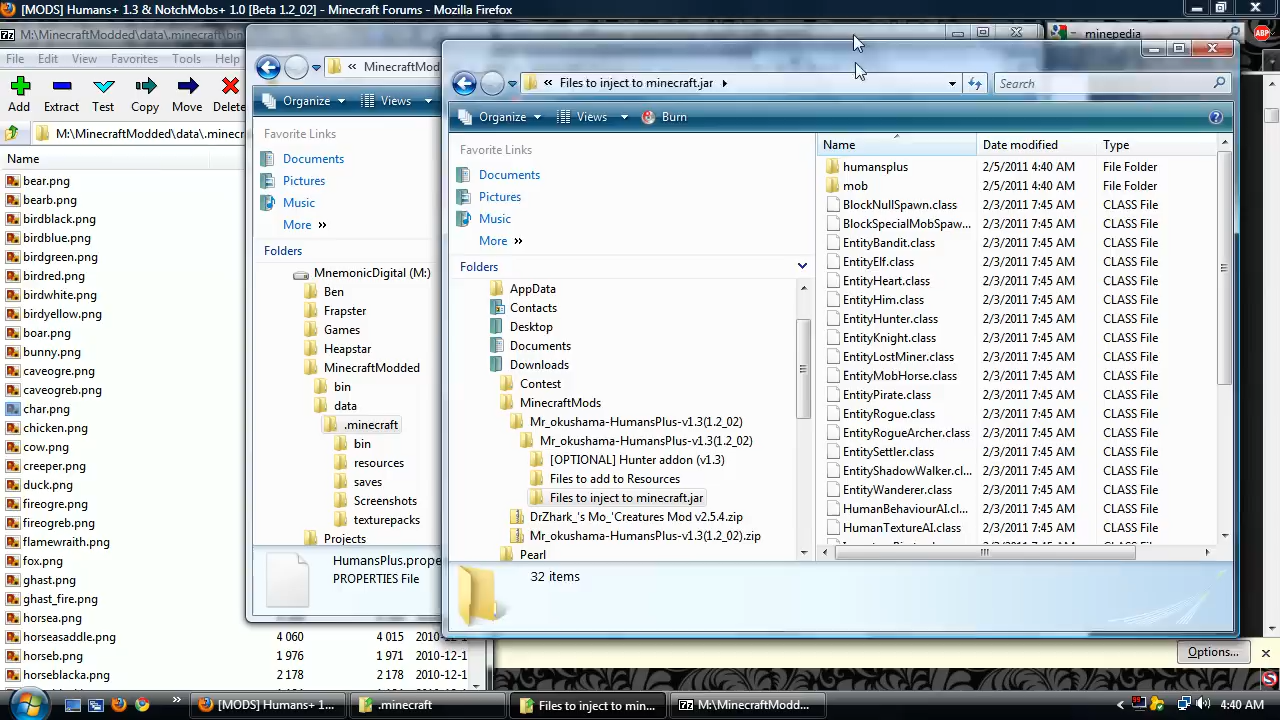 [MODS] Humans+ 1.3 & NotchMobs+ 1.0 [Beta 1.2_02] - Minecraft Forums - Mozilla Firefox
M:\MinecraftModded\data\.minecraft\bin
minepedia
ABP
File Edit View Favorites Tools Help
Add Extract Test Copy Move Delete
M:\MinecraftModded\data\.minecr
Name
bear.png
bearb.png
birdblack.png
birdblue.png
birdgreen.png
birdred.png
birdwhite.png
birdyellow.png
boar.png
bunny.png
caveogre.png
caveogreb.png
char.png
chicken.png
cow.png
creeper.png
duck.png
fireogre.png
fireogreb.png
flamewraith.png
fox.png
ghast.png
ghast_fire.png
horsea.png
horseasaddle.png 4 060 4 015 2010-12-1
horseb.png 1 976 1 971 2010-12-1
horseblacka.png 2 178 2010-12-1
« MinecraftMod
Organize Views
Favorite Links
Documents
Pictures
Music
More »
Folders
MnemonicDigital (M:)
Ben
Frapster
Games
Heapstar
MinecraftModded
bin
data
.minecraft
bin
resources
saves
Screenshots
texturepacks
Projects
HumansPlus.prope
PROPERTIES File
« Files to inject to minecraft.jar
Search
Organize Views Burn
Favorite Links
Documents
Pictures
Music
More »
Folders
AppData
Contacts
Desktop
Documents
Downloads
Contest
MinecraftMods
Mr_okushama-HumansPlus-v1.3(1.2_02)
Mr_okushama-HumansPlus-v1.3(1.2_02)
[OPTIONAL] Hunter addon (v1.3)
Files to add to Resources
Files to inject to minecraft.jar
DrZhark_'s Mo_'Creatures Mod v2.5.4.zip
Mr_okushama-HumansPlus-v1.3(1.2_02).zip
Pearl
Name Date modified Type
humansplus 2/5/2011 4:40 AM File Folder
mob 2/5/2011 4:40 AM File Folder
BlockNullSpawn.class 2/3/2011 7:45 AM CLASS File
BlockSpecialMobSpaw... 2/3/2011 7:45 AM CLASS File
EntityBandit.class 2/3/2011 7:45 AM CLASS File
EntityElf.class 2/3/2011 7:45 AM CLASS File
EntityHeart.class 2/3/2011 7:45 AM CLASS File
EntityHim.class 2/3/2011 7:45 AM CLASS File
EntityHunter.class 2/3/2011 7:45 AM CLASS File
EntityKnight.class 2/3/2011 7:45 AM CLASS File
EntityLostMiner.class 2/3/2011 7:45 AM CLASS File
EntityMobHorse.class 2/3/2011 7:45 AM CLASS File
EntityPirate.class 2/3/2011 7:45 AM CLASS File
EntityRogue.class 2/3/2011 7:45 AM CLASS File
EntityRogueArcher.class 2/3/2011 7:45 AM CLASS File
EntitySettler.class 2/3/2011 7:45 AM CLASS File
EntityShadowWalker.cl... 2/3/2011 7:45 AM CLASS File
EntityWanderer.class 2/3/2011 7:45 AM CLASS File
HumanBehaviourAI.cl... 2/3/2011 7:45 AM CLASS File
HumanTextureAI.class 2/3/2011 7:45 AM CLASS File
32 items
Options...
[MODS] Humans+ 1... .minecraft Files to inject to min... M:\MinecraftModd... 4:40 AM